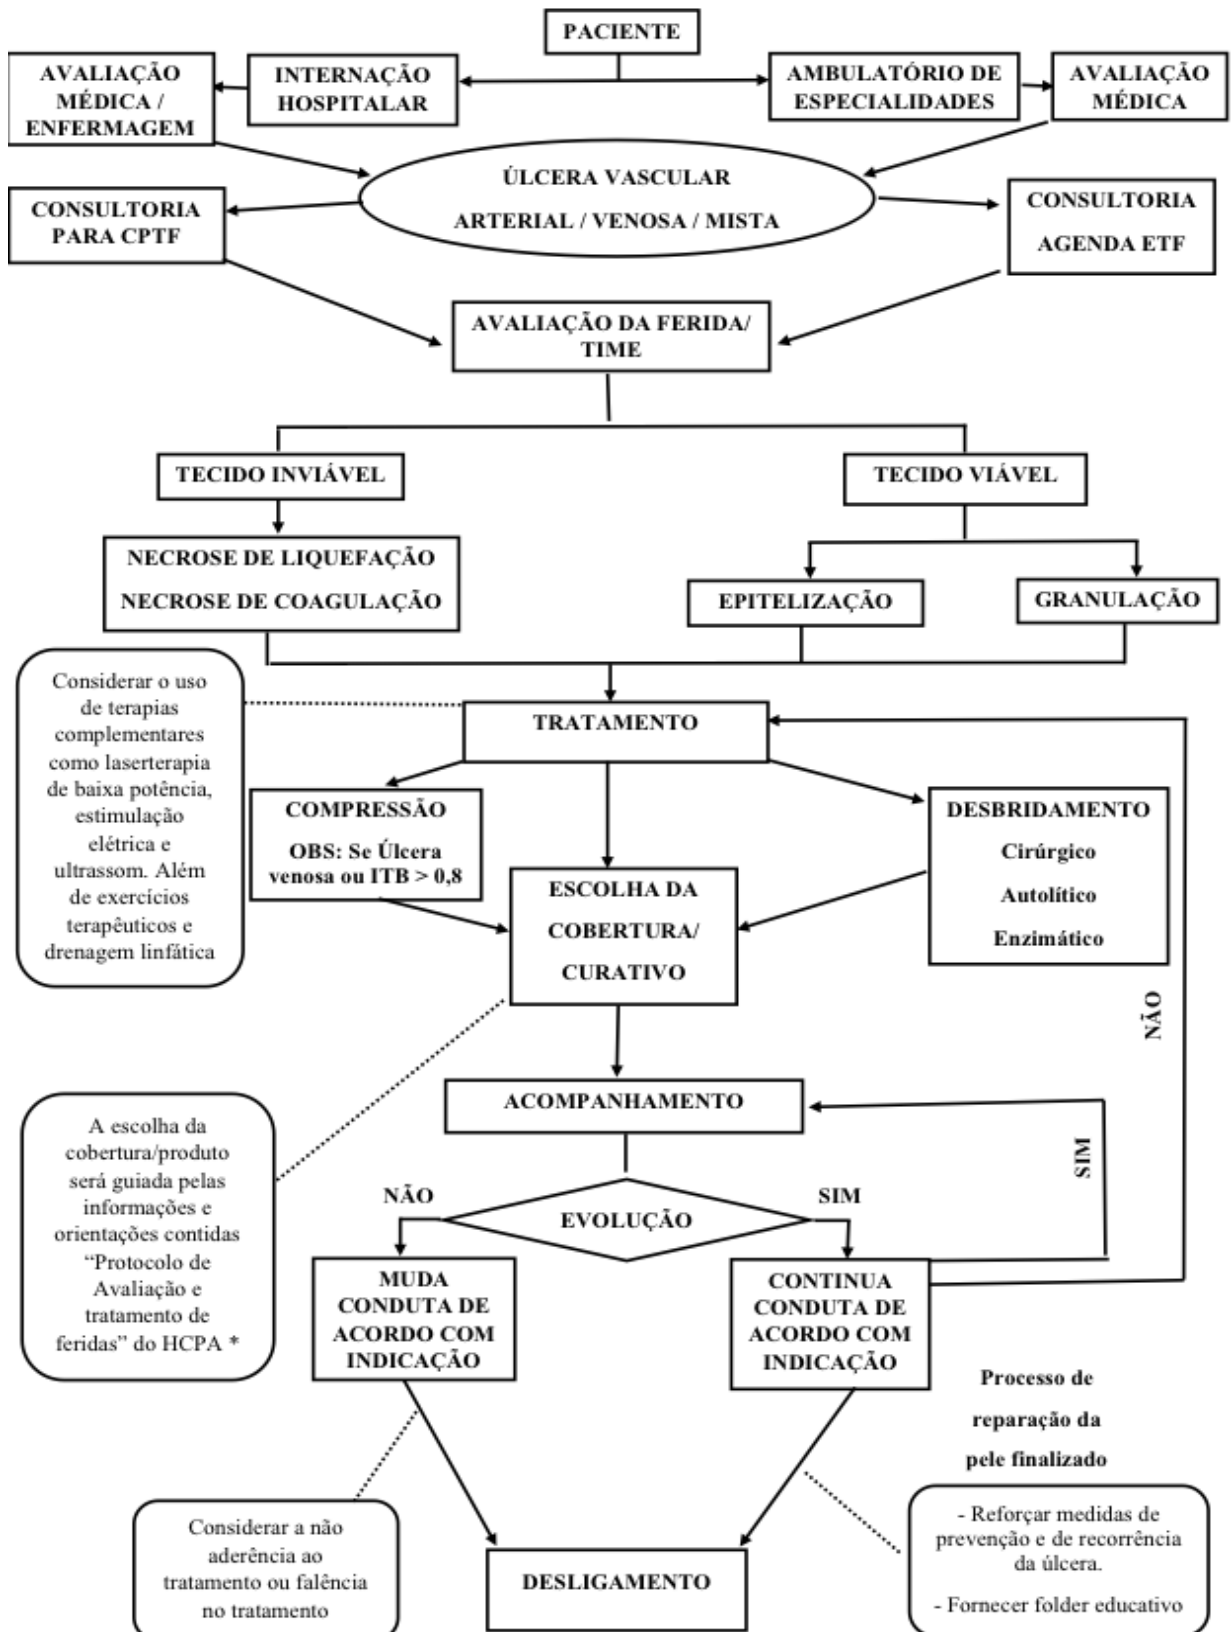 PACIENTE
AVALIAÇÃO
MÉDICA /
ENFERMAGEM
INTERNAÇÃO
HOSPITALAR
AMBULATÓRIO DE
ESPECIALIDADES
AVALIAÇÃO
MÉDICA
ÚLCERA VASCULAR
ARTERIAL / VENOSA / MISTA
CONSULTORIA
PARA CPTF
CONSULTORIA
AGENDA ETF
AVALIAÇÃO DA FERIDA/
TIME
TECIDO INVIÁVEL
TECIDO VIÁVEL
NECROSE DE LIQUEFAÇÃO
NECROSE DE COAGULAÇÃO
EPITELIZAÇÃO
GRANULAÇÃO
Considerar o uso
de terapias
complementares
como laserterapia
de baixa potência,
estimulação
elétrica e
ultrassom. Além
de exercícios
terapêuticos e
drenagem linfática
TRATAMENTO
COMPRESSÃO
OBS: Se Úlcera
venosa ou ITB > 0,8
DESBRIDAMENTO
Cirúrgico
Autolítico
Enzimático
ESCOLHA DA
COBERTURA/
CURATIVO
NÃO
ACOMPANHAMENTO
SIM
A escolha da
cobertura/produto
será guiada pelas
informações e
orientações contidas
“Protocolo de
Avaliação e
tratamento de
feridas” do HCPA *
NÃO
SIM
EVOLUÇÃO
MUDA
CONDUTA DE
ACORDO COM
INDICAÇÃO
CONTINUA
CONDUTA DE
ACORDO COM
INDICAÇÃO
Processo de
reparação da
pele finalizado
Considerar a não
aderência ao
tratamento ou falência
no tratamento
DESLIGAMENTO
- Reforçar medidas de
prevenção e de recorrência
da úlcera.
- Fornecer folder educativo